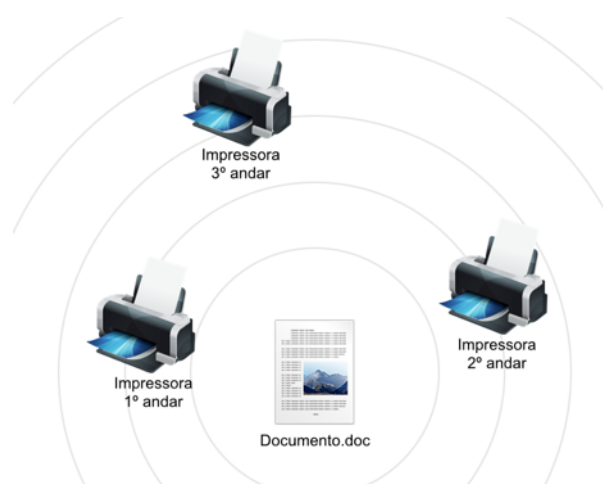 Impressora
3º andar
Impressora
2º andar
Impressora
1º andar
Documento.doc